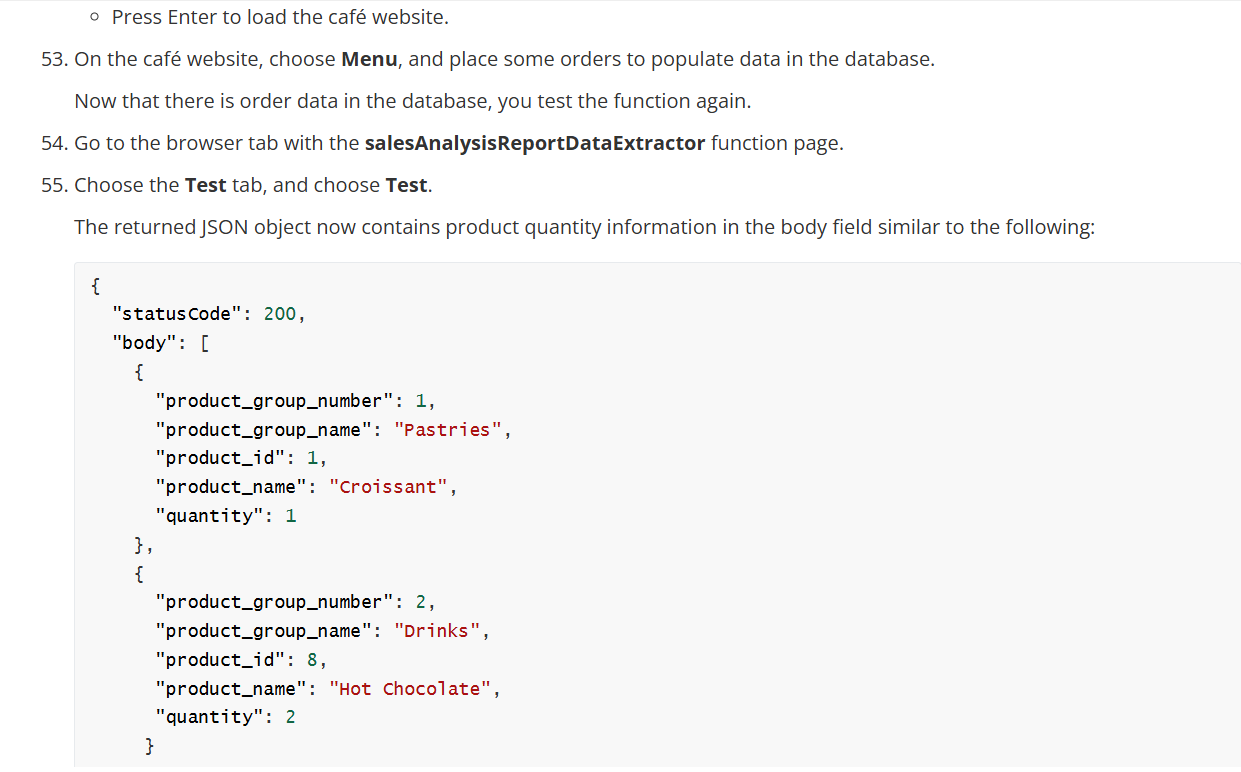 Press Enter to load the café website.
53. On the café website, choose Menu, and place some orders to populate data in the database.
Now that there is order data in the database, you test the function again.
54. Go to the browser tab with the salesAnalysisReportDataExtractor function page.
55. Choose the Test tab, and choose Test.
The returned JSON object now contains product quantity information in the body field similar to the following:
{
"statusCode": 200,
"body": [
{
"product_group_number": 1,
"product_group_name": "Pastries",
"product_id": 1,
"product_name": "Croissant",
"quantity": 1
},
{
"product_group_number": 2,
"product_group_name": "Drinks",
"product_id": 8,
"product_name": "Hot Chocolate",
"quantity": 2
}